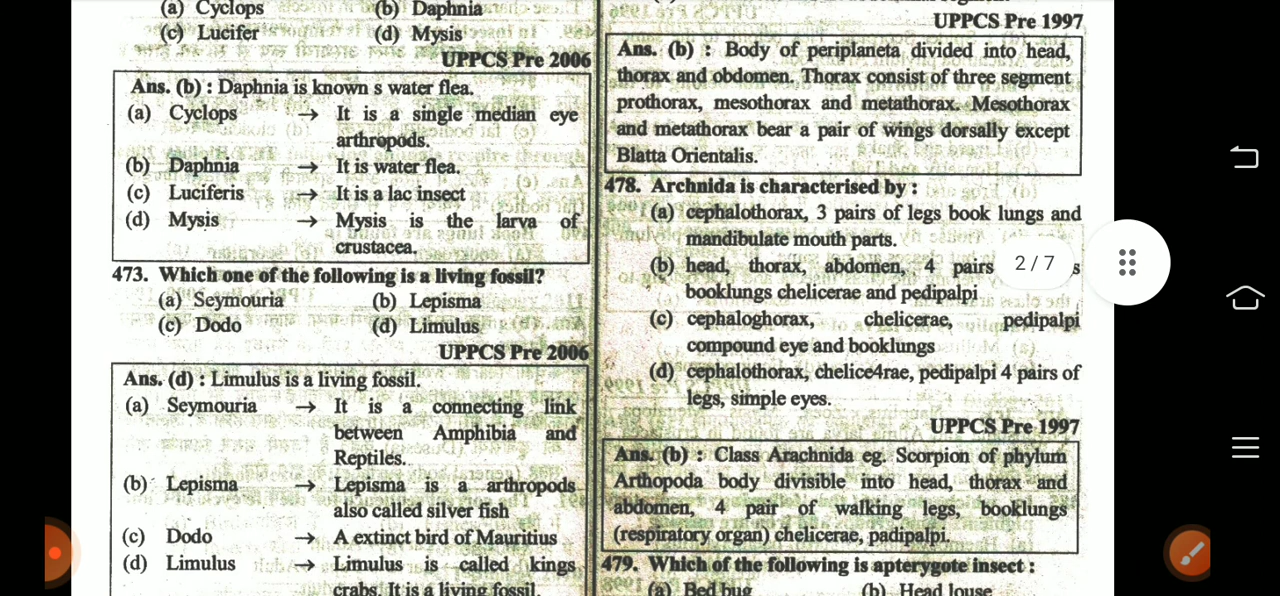 (a) Cyclops (b) Daphnia
(c) Lucifer (d) Mysis
UPPCS Pre 2006
Ans. (b) : Daphnia is known s water flea.
(a) Cyclops → It is a single median eye
arthropods.
(b) Daphnia → It is water flea.
(c) Luciferis → It is a lac insect
(d) Mysis → Mysis is the larva of
crustacea.
473. Which one of the following is a living fossil?
(a) Seymouria (b) Lepisma
(c) Dodo (d) Limulus
UPPCS Pre 2006
Ans. (d) : Limulus is a living fossil.
(a) Seymouria → It is a connecting link
between Amphibia and
Reptiles.
(b) Lepisma → Lepisma is a arthropods
also called silver fish
(c) Dodo → A extinct bird of Mauritius
(d) Limulus → Limulus is called kings
crabs. It is a living fossil.
UPPCS Pre 1997
Ans. (b) : Body of periplaneta divided into head,
thorax and obdomen. Thorax consist of three segment
prothorax, mesothorax and metathorax. Mesothorax
and metathorax bear a pair of wings dorsally except
Blatta Orientalis.
478. Archnida is characterised by :
(a) cephalothorax, 3 pairs of legs book lungs and
mandibulate mouth parts.
(b) head, thorax, abdomen, 4 pairs
booklungs chelicerae and pedipalpi
(c) cephaloghorax, chelicerae, pedipalpi
compound eye and booklungs
(d) cephalothorax, chelice4rae, pedipalpi 4 pairs of
legs, simple eyes.
UPPCS Pre 1997
Ans. (b) : Class Arachnida eg. Scorpion of phylum
Arthopoda body divisible into head, thorax and
abdomen, 4 pair of walking legs, booklungs
(respiratory organ) chelicerae, padipalpi.
479. Which of the following is apterygote insect :
(a) Bed bug (b) Head louse
2 / 7